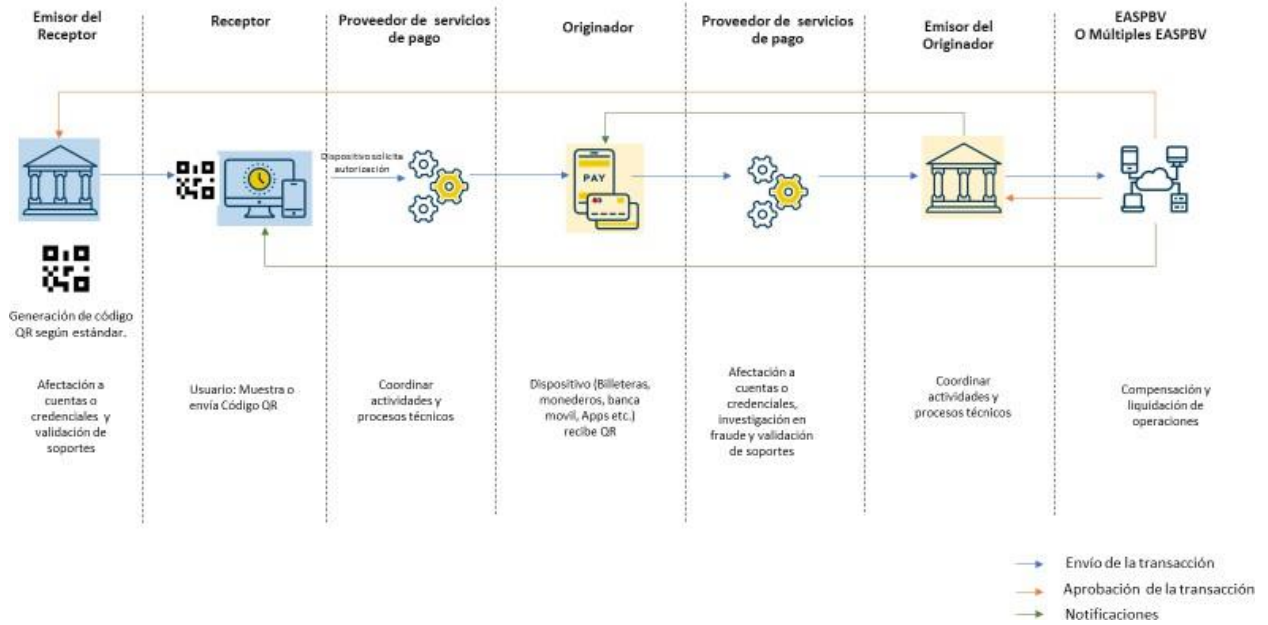 Emisor del
Receptor
Receptor
Proveedor de servicios
de pago
Originador
Proveedor de servicios
de pago
Emisor del
Originador
EASPBV
O Múltiples EASPBV
Dispositivo solicita
autorización
PAY
Generación de código
QR según estándar.
Afectación a
cuentas o
credenciales y
validación de
soportes
Usuario: Muestra o
envía Código QR
Coordinar
actividades y
procesos técnicos
Dispositivo (Billeteras,
monederos, banca
movil, Apps etc.)
recibe QR
Afectación a
cuentas o
credenciales,
investigación en
fraude y validación
de soportes
Coordinar
actividades y
procesos técnicos
Compensación y
liquidación de
operaciones
Envío de la transacción
Aprobación de la transacción
Notificaciones